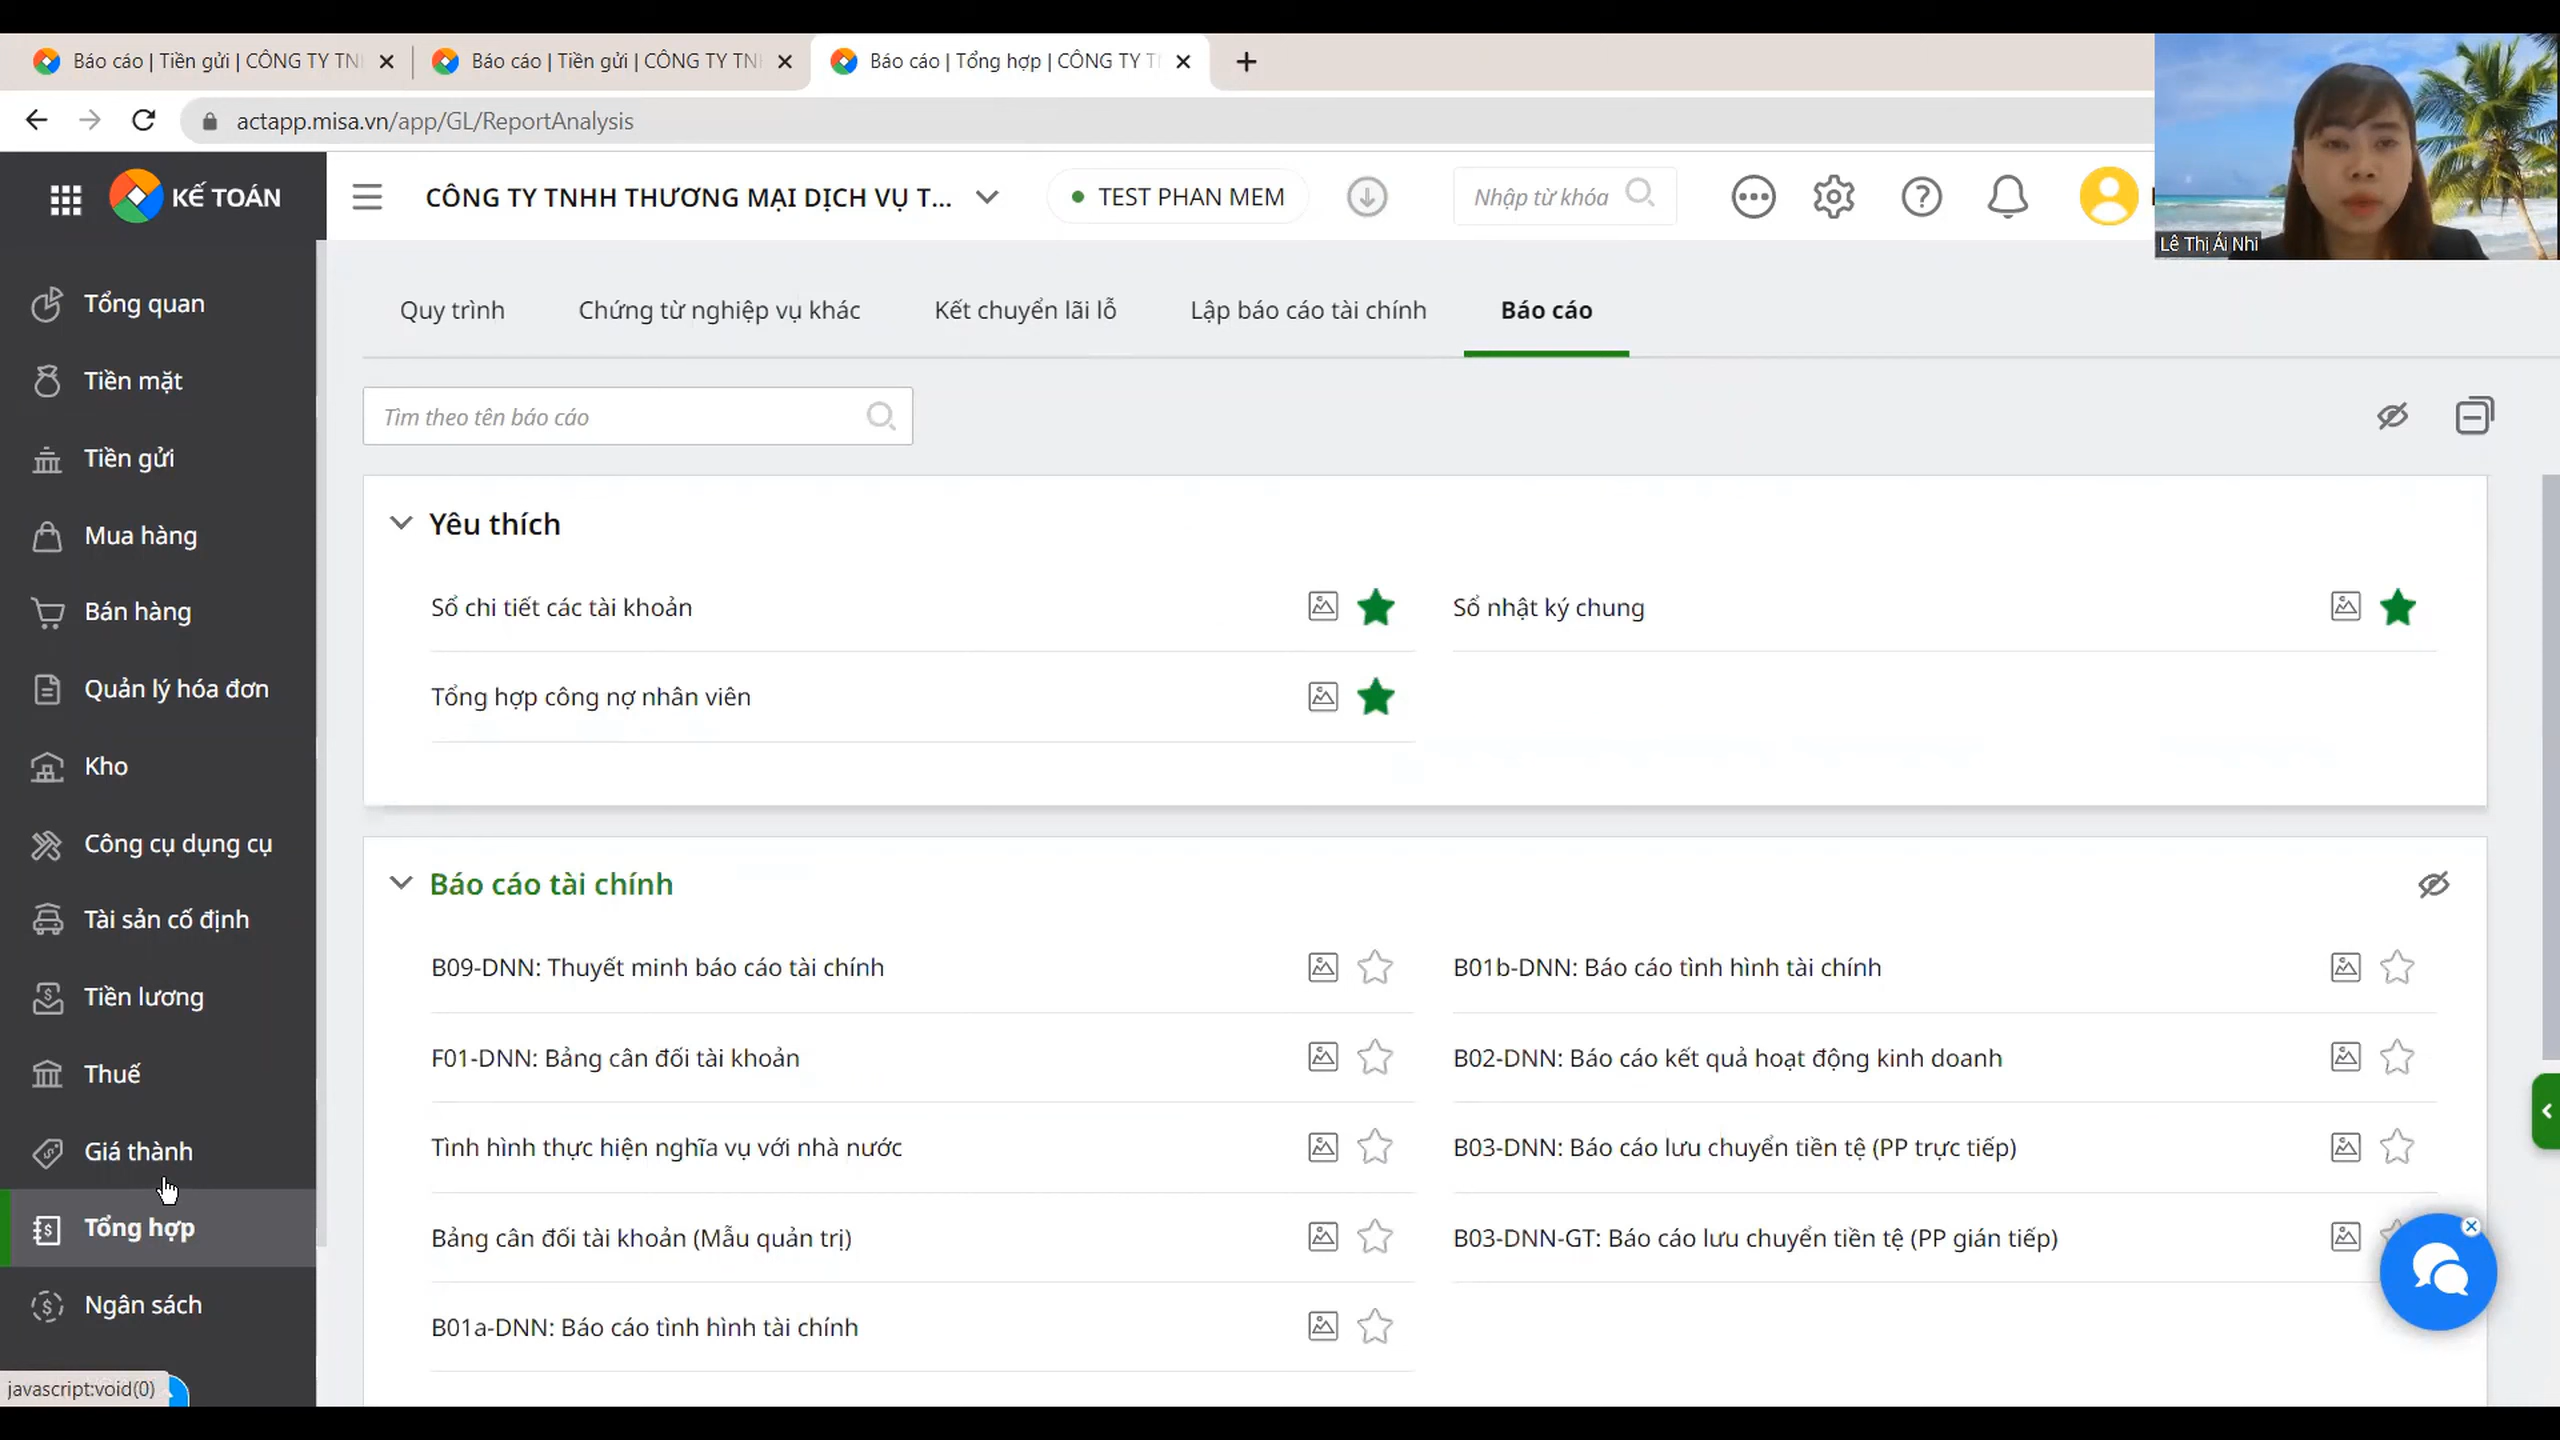 Báo cáo | Tiền gửi | CÔNG TY TN
Báo cáo | Tiền gửi | CÔNG TY TN
Báo cáo | Tổng hợp | CÔNG TY T
actapp.misa.vn/app/GL/ReportAnalysis
KẾ TOÁN
CÔNG TY TNHH THƯƠNG MẠI DỊCH VỤ T...
TEST PHAN MEM
Nhập từ khóa
Lê Thị Ái Nhi
Tổng quan
Tiền mặt
Tiền gửi
Mua hàng
Bán hàng
Quản lý hóa đơn
Kho
Công cụ dụng cụ
Tài sản cố định
Tiền lương
Thuế
Giá thành
Tổng hợp
Ngân sách
javascript:void(0)
Quy trình
Chứng từ nghiệp vụ khác
Kết chuyển lãi lỗ
Lập báo cáo tài chính
Báo cáo
Tìm theo tên báo cáo
Yêu thích
Sổ chi tiết các tài khoản
Sổ nhật ký chung
Tổng hợp công nợ nhân viên
Báo cáo tài chính
B09-DNN: Thuyết minh báo cáo tài chính
B01b-DNN: Báo cáo tình hình tài chính
F01-DNN: Bảng cân đối tài khoản
B02-DNN: Báo cáo kết quả hoạt động kinh doanh
Tình hình thực hiện nghĩa vụ với nhà nước
B03-DNN: Báo cáo lưu chuyển tiền tệ (PP trực tiếp)
Bảng cân đối tài khoản (Mẫu quản trị)
B03-DNN-GT: Báo cáo lưu chuyển tiền tệ (PP gián tiếp)
B01a-DNN: Báo cáo tình hình tài chính